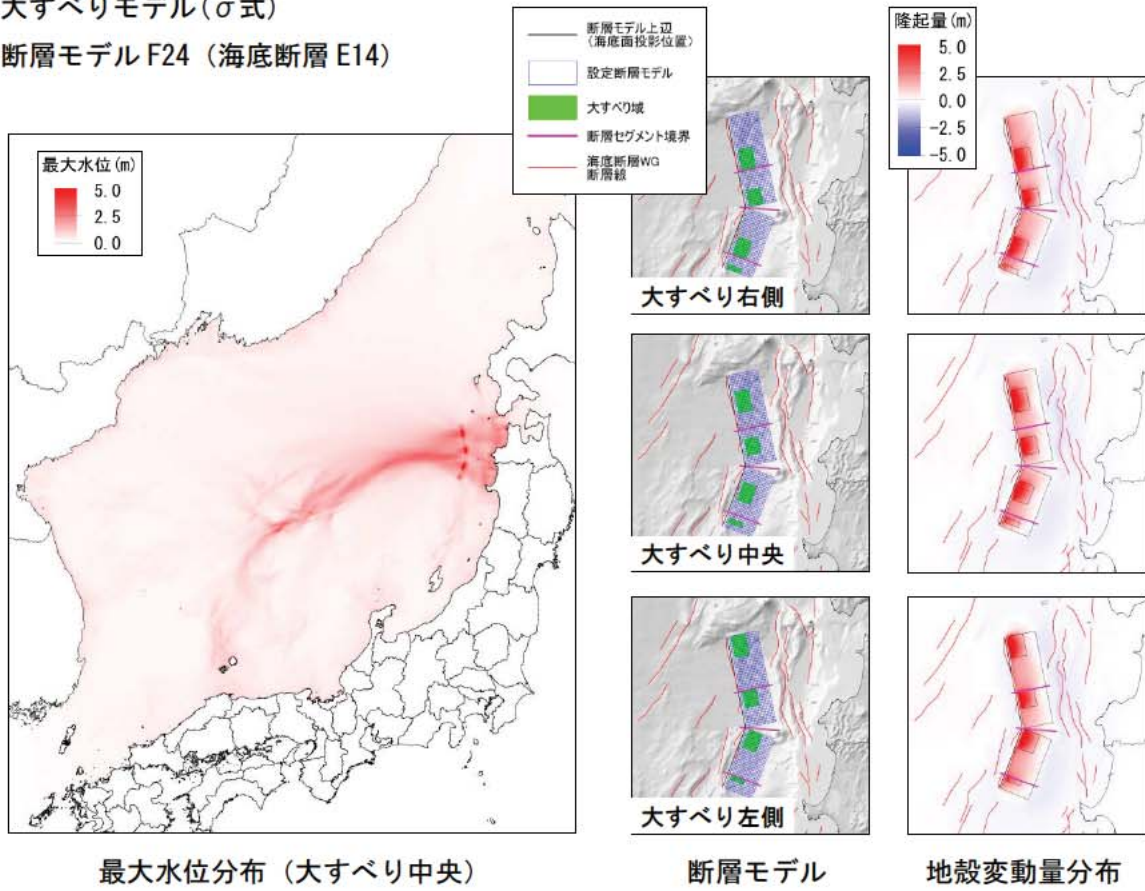 大すべりモデル(σ式)
断層モデル F24（海底断層 E14）
最大水位(m)
5.0
2.5
0.0
断層モデル上辺
(海底面投影位置)
設定断層モデル
大すべり域
断層セグメント境界
海底断層WG
断層線
隆起量(m)
5.0
2.5
0.0
-2.5
-5.0
大すべり右側
大すべり中央
大すべり左側
最大水位分布（大すべり中央）
断層モデル
地殻変動量分布